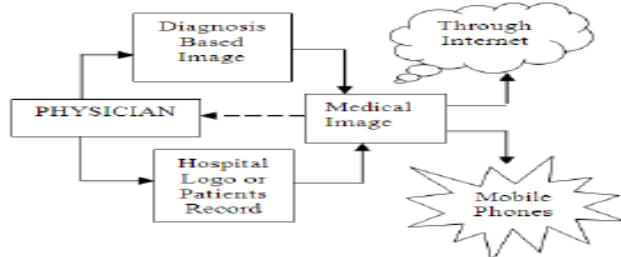 Diagnosis
Based
Image
Through
Internet
PHYSICIAN
Medical
Image
Hospital
Logo or
Patients
Record
Mobile
Phones